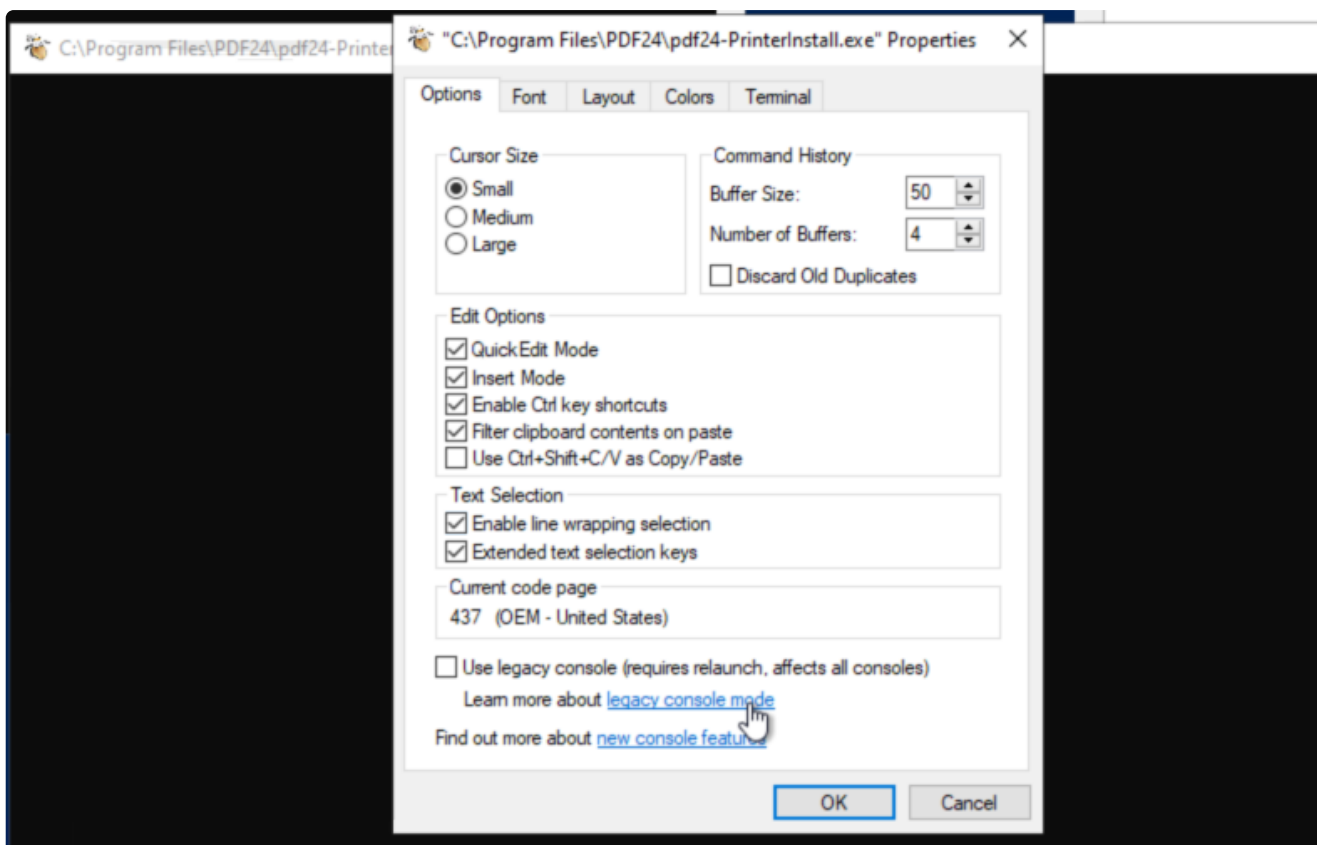 C:\Program Files\PDF24\pdf24-Printe
"C:\Program Files\PDF24\pdf24-PrinterInstall.exe" Properties
Options Font Layout Colors Terminal
Cursor Size
Small
Medium
Large
Command History
Buffer Size: 50
Number of Buffers: 4
Discard Old Duplicates
Edit Options
QuickEdit Mode
Insert Mode
Enable Ctrl key shortcuts
Filter clipboard contents on paste
Use Ctrl+Shift+C/V as Copy/Paste
Text Selection
Enable line wrapping selection
Extended text selection keys
Current code page
437 (OEM - United States)
Use legacy console (requires relaunch, affects all consoles)
Learn more about legacy console mode
Find out more about new console features
OK Cancel